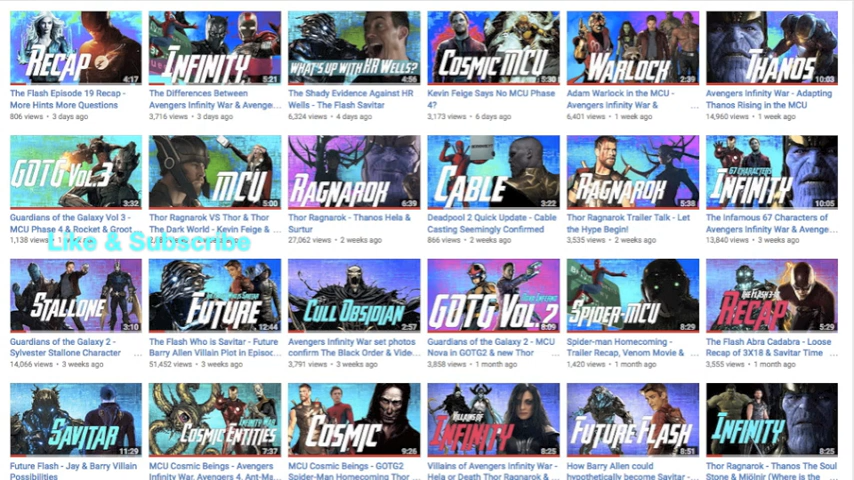 RECAP
4:17
INFINITY
5:21
WHAT'S UP WITH HR WELLS?
4:56
COSMIC MCU
5:30
WARLOCK
2:39
THANOS
10:03
The Flash Episode 19 Recap -
More Hints More Questions
806 views • 3 days ago
The Differences Between
Avengers Infinity War & Avenge...
3,716 views • 3 days ago
The Shady Evidence Against HR
Wells - The Flash Savitar
6,324 views • 4 days ago
Kevin Feige Says No MCU Phase
4?
3,173 views • 6 days ago
Adam Warlock in the MCU -
Avengers Infinity War & ...
6,401 views • 1 week ago
Avengers Infinity War - Adapting
Thanos Rising in the MCU
14,960 views • 1 week ago
GOTG VOL.3
3:32
MCU
5:00
RAGNAROK
6:39
CABLE
3:22
RAGNAROK
5:38
67 CHARACTERS
INFINITY
10:05
Guardians of the Galaxy Vol 3 -
MCU Phase 4 & Rocket & Groot
1,138 views
Thor Ragnarok VS Thor & Thor
The Dark World - Kevin Feige & ...
Thor Ragnarok - Thanos Hela &
Surtur
27,062 views • 2 weeks ago
Deadpool 2 Quick Update - Cable
Casting Seemingly Confirmed
866 views • 2 weeks ago
Thor Ragnarok Trailer Talk - Let
the Hype Begin!
3,535 views • 2 weeks ago
The Infamous 67 Characters of
Avengers Infinity War & Avenge...
13,840 views • 3 weeks ago
Like & Subscribe
STALLONE
3:10
FUTURE
12:44
CULL OBSIDIAN
2:57
GOTG VOL 2
8:09
SPIDER-MCU
8:29
THE FLASH 3X18
RECAP
5:29
Guardians of the Galaxy 2 -
Sylvester Stallone Character ...
14,066 views • 3 weeks ago
The Flash Who is Savitar - Future
Barry Allen Villain Plot in Episod...
51,452 views • 3 weeks ago
Avengers Infinity War set photos
confirm The Black Order & Vide...
3,791 views • 3 weeks ago
Guardians of the Galaxy 2 - MCU
Nova in GOTG2 & new Thor ...
3,858 views • 1 month ago
Spider-man Homecoming -
Trailer Recap, Venom Movie & ...
1,420 views • 1 month ago
The Flash Abra Cadabra - Loose
Recap of 3X18 & Savitar Time ...
3,555 views • 1 month ago
SAVITAR
11:29
INFINITY WAR
COSMIC ENTITIES
7:37
COSMIC
9:26
VILLAINS OF
INFINITY
8:25
FUTURE FLASH
8:51
INFINITY
8:25
Future Flash - Jay & Barry Villain
Possibilities
MCU Cosmic Beings - Avengers
Infinity War, Avengers 4, Ant-Ma...
MCU Cosmic Beings - GOTG2
Spider-Man Homecoming Thor ...
Villains of Avengers Infinity War -
Hela or Death Thor Ragnarok & ...
How Barry Allen could
hypothetically become Savitar - ...
Thor Ragnarok - Thanos The Soul
Stone & Mjölnir (Where is the ...